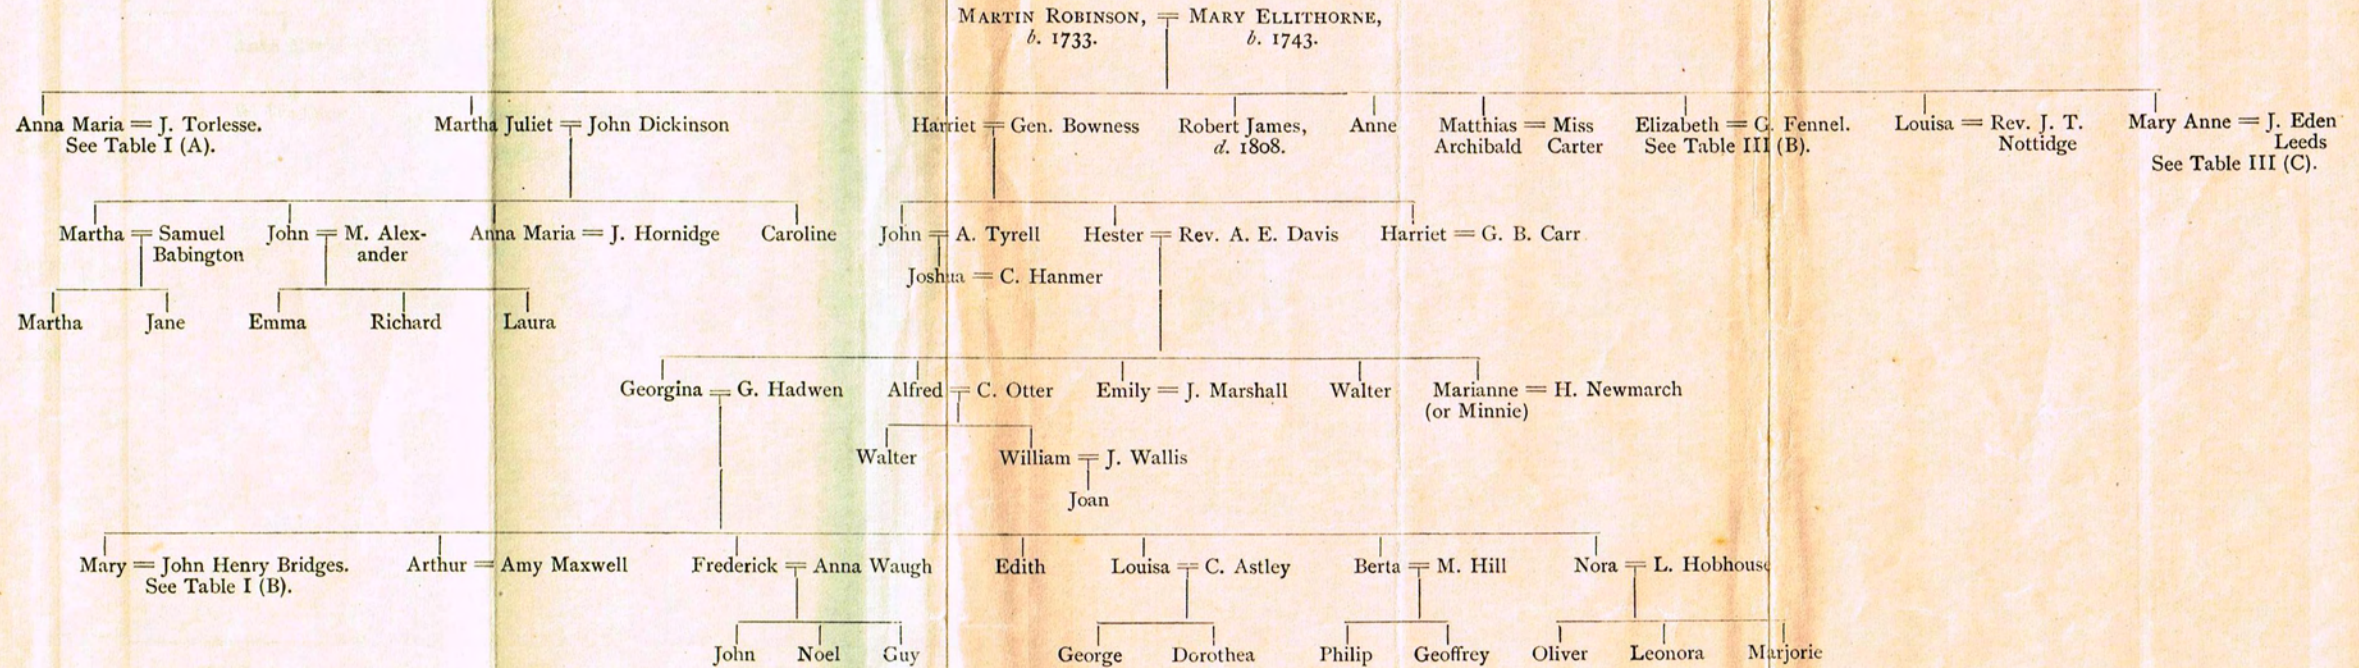 MARTIN ROBINSON, = MARY ELLITHORNE,
b. 1733. b. 1743.
Anna Maria = J. Torlesse. Martha Juliet = John Dickinson Harriet = Gen. Bowness Robert James, Anne Matthias = Miss Elizabeth = G. Fennel. Louisa = Rev. J. T. Mary Anne = J. Eden
See Table I (A). d. 1808. Archibald Carter See Table III (B). Nottidge Leeds
See Table III (C).
Martha = Samuel John = M. Alex- Anna Maria = J. Hornidge Caroline John = A. Tyrell Hester = Rev. A. E. Davis Harriet = G. B. Carr
Babington ander
Joshua = C. Hanmer
Martha Jane Emma Richard Laura
Georgina = G. Hadwen Alfred = C. Otter Emily = J. Marshall Walter Marianne = H. Newmarch
(or Minnie)
Walter William = J. Wallis
Joan
Mary = John Henry Bridges. Arthur = Amy Maxwell Frederick = Anna Waugh Edith Louisa = C. Astley Berta = M. Hill Nora = L. Hobhouse
See Table I (B).
John Noel Guy George Dorothea Philip Geoffrey Oliver Leonora Marjorie